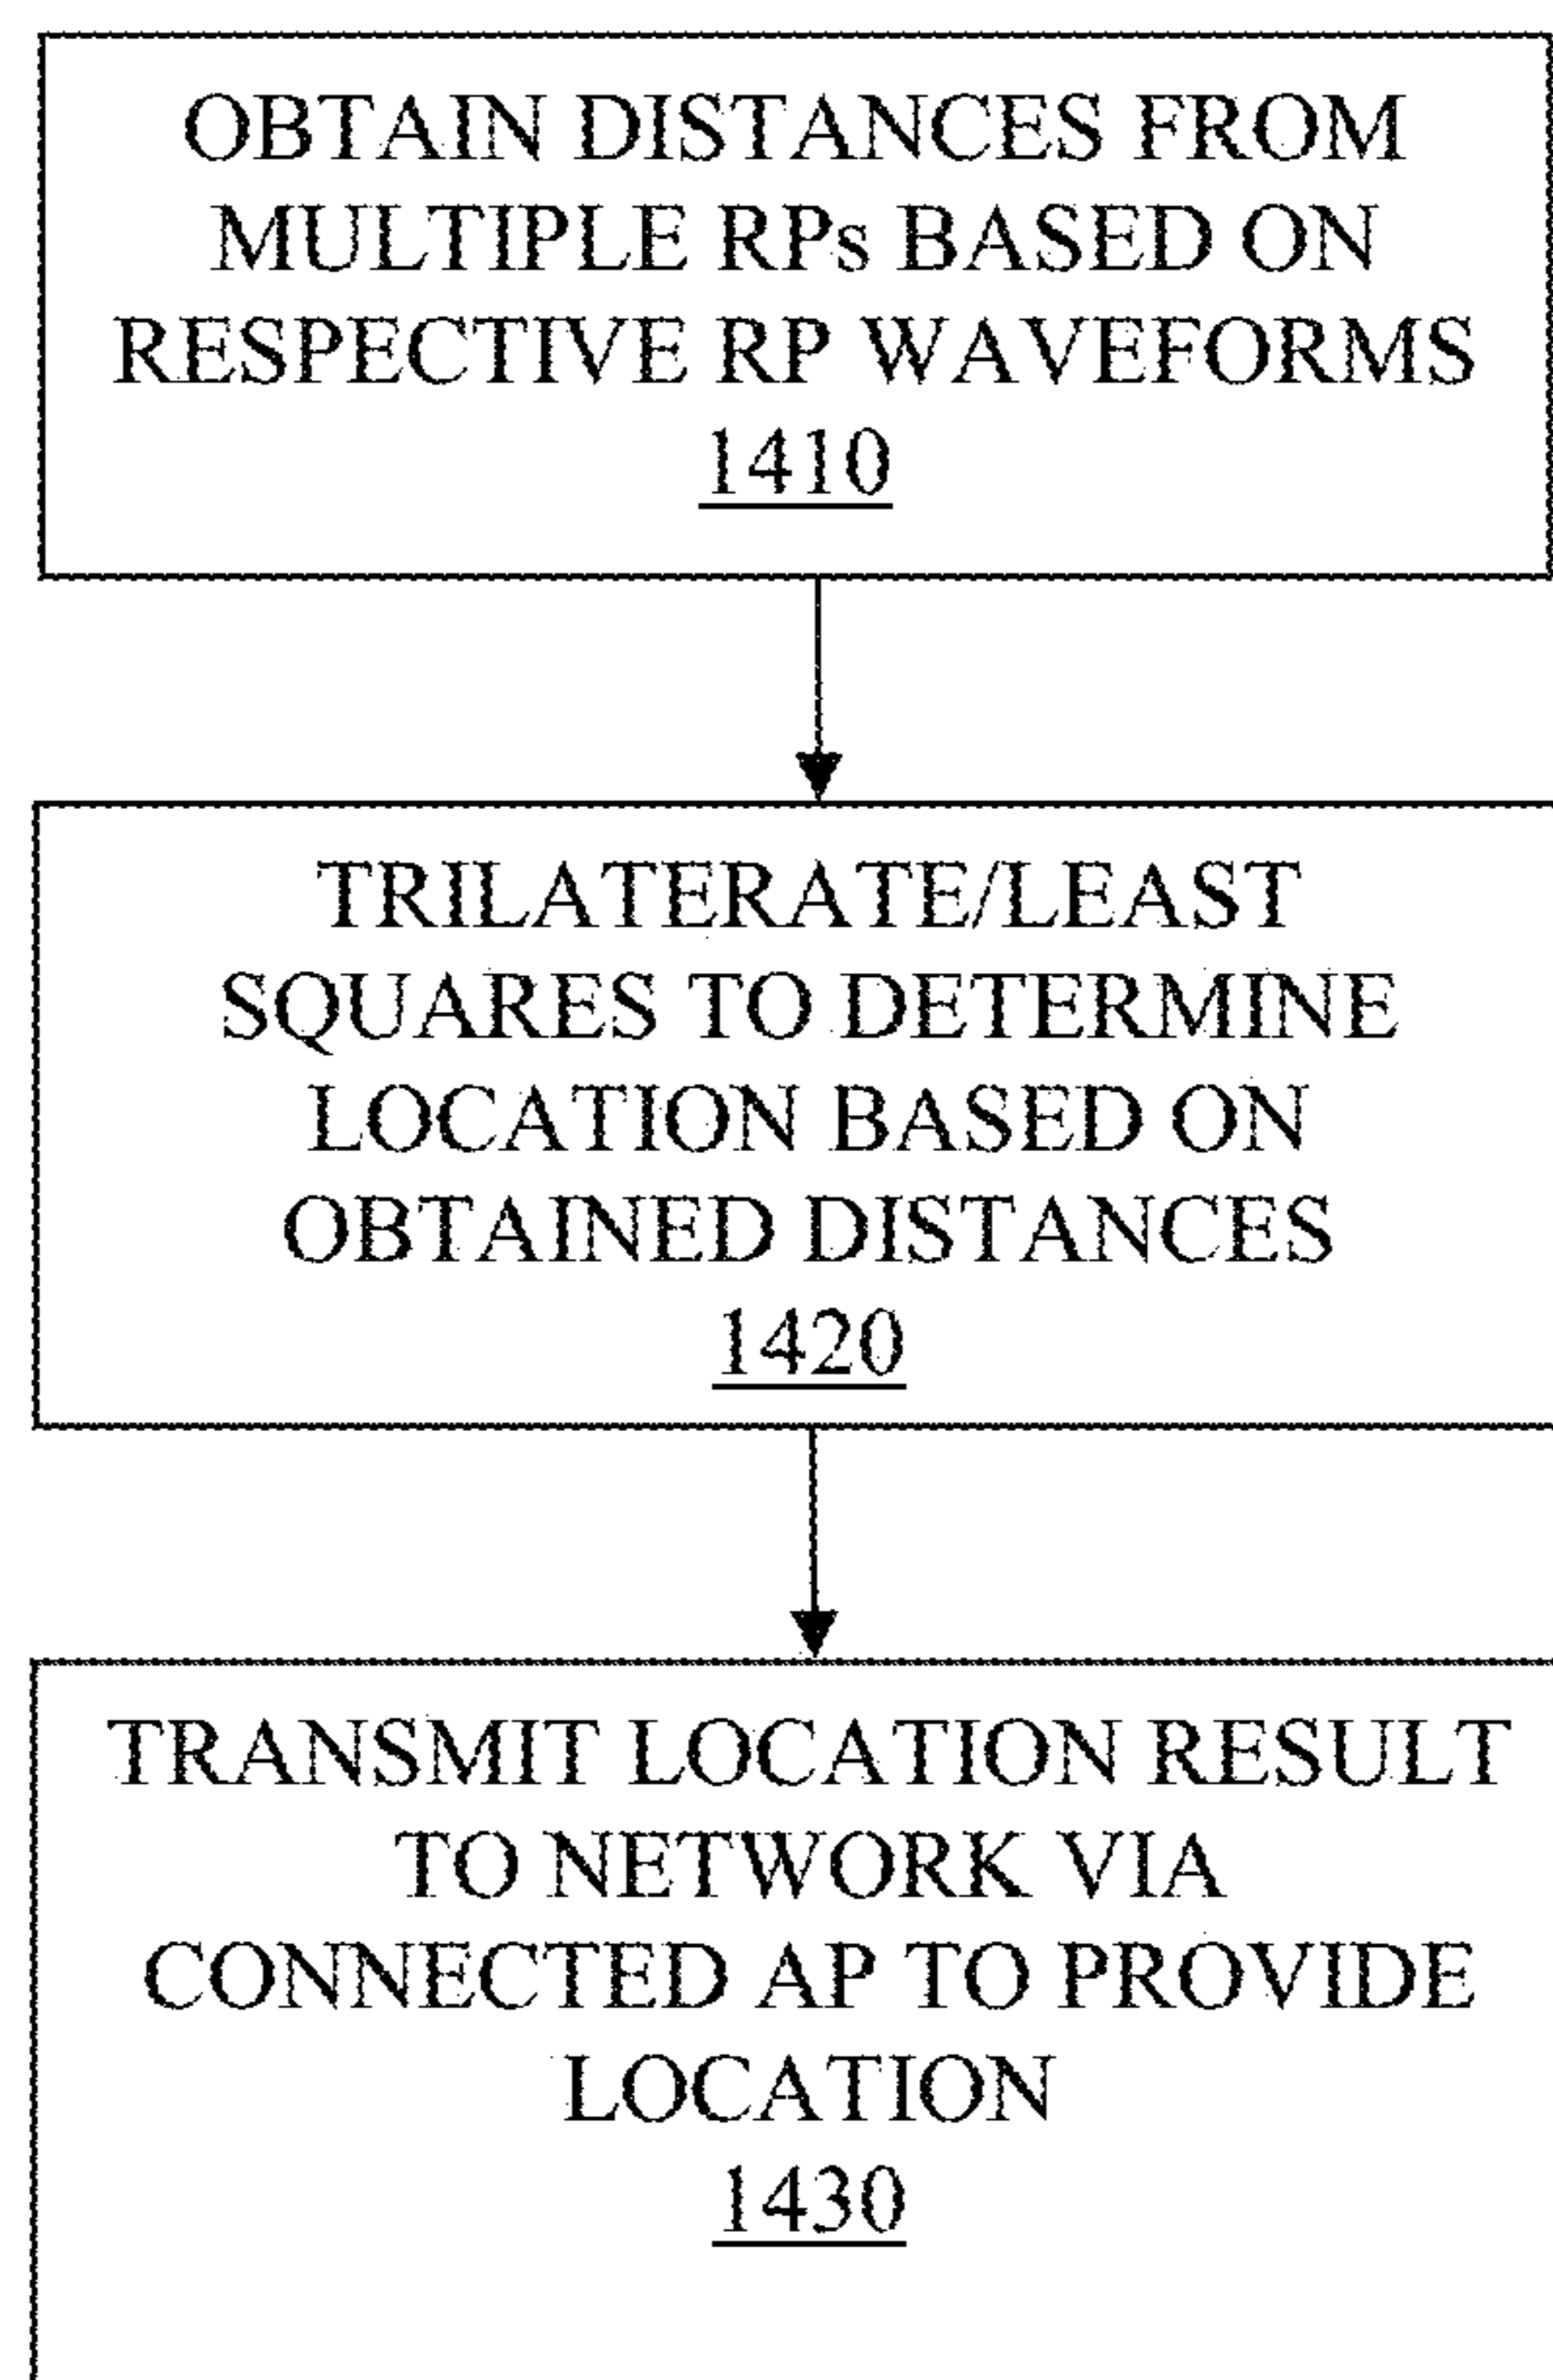 OBTAIN DISTANCES FROM
MULTIPLE RPs BASED ON
RESPECTIVE RP WAVEFORMS
1410
TRILATERATE/LEAST
SQUARES TO DETERMINE
LOCATION BASED ON
OBTAINED DISTANCES
1420
TRANSMIT LOCATION RESULT
TO NETWORK VIA
CONNECTED AP TO PROVIDE
LOCATION
1430